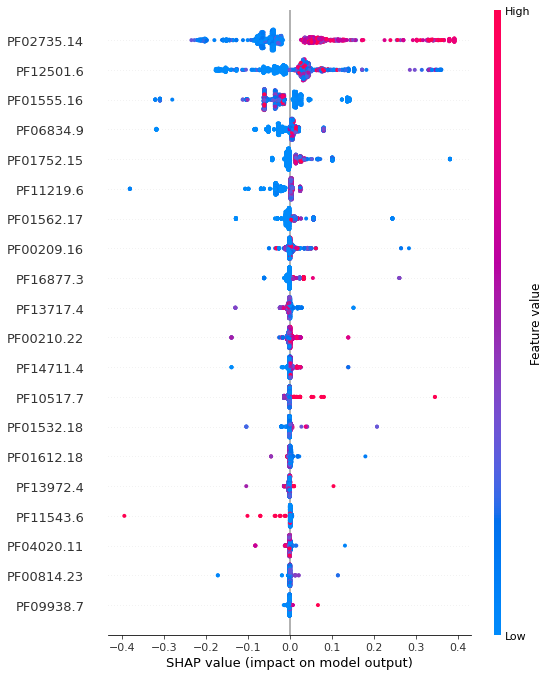 High
PF02735.14
PF12501.6
PF01555.16
PF06834.9
PF01752.15
PF11219.6
PF01562.17
PF00209.16
PF16877.3
PF13717.4
PF00210.22
PF14711.4
PF10517.7
PF01532.18
PF01612.18
PF13972.4
PF11543.6
PF04020.11
PF00814.23
PF09938.7
Feature value
Low
−0.4 −0.3 −0.2 −0.1 0.0 0.1 0.2 0.3 0.4
SHAP value (impact on model output)